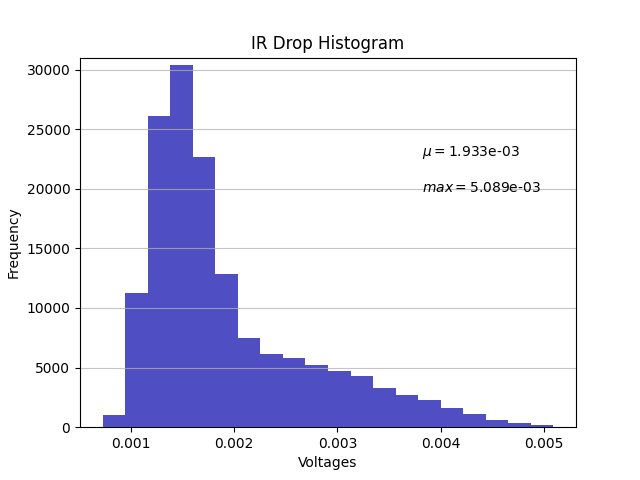 IR Drop Histogram
30000
25000
20000
15000
10000
5000
0
Frequency
μ = 1.933e-03
max = 5.089e-03
0.001 0.002 0.003 0.004 0.005
Voltages